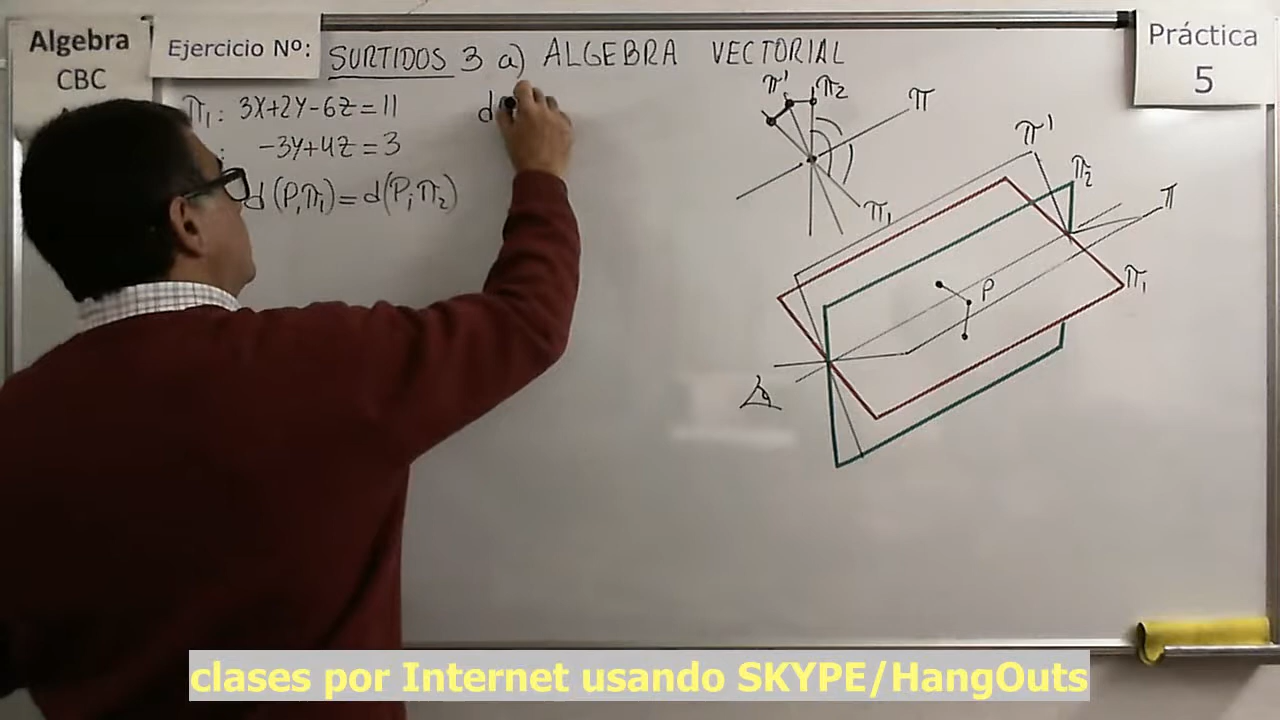 Algebra
CBC
Ejercicio Nº:
SURTIDOS 3 a) ALGEBRA VECTORIAL
Práctica
5
π₁: 3X+2Y-6Z=11
: -3Y+4Z=3
d(P,π₁)=d(P,π₂)
d
π'
π₂
π
π₁
π'
π₂
π
P
π₁
clases por Internet usando SKYPE/HangOuts